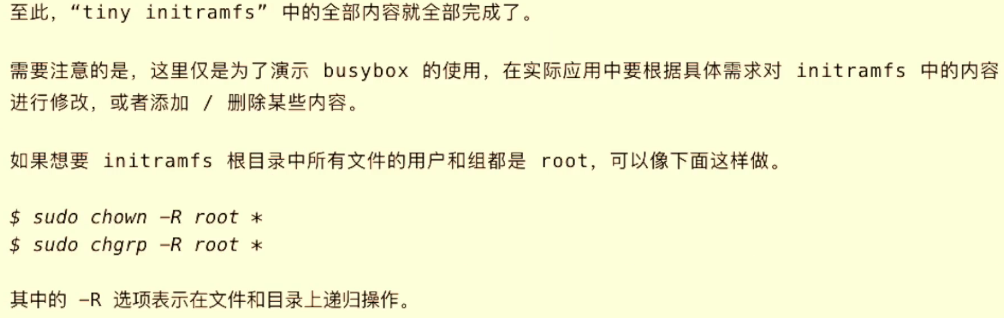 至此，“tiny initramfs” 中的全部内容就全部完成了。
需要注意的是，这里仅是为了演示 busybox 的使用，在实际应用中要根据具体需求对 initramfs 中的内容
进行修改，或者添加 / 删除某些内容。
如果想要 initramfs 根目录中所有文件的用户和组都是 root，可以像下面这样做。
$ sudo chown -R root *
$ sudo chgrp -R root *
其中的 -R 选项表示在文件和目录上递归操作。